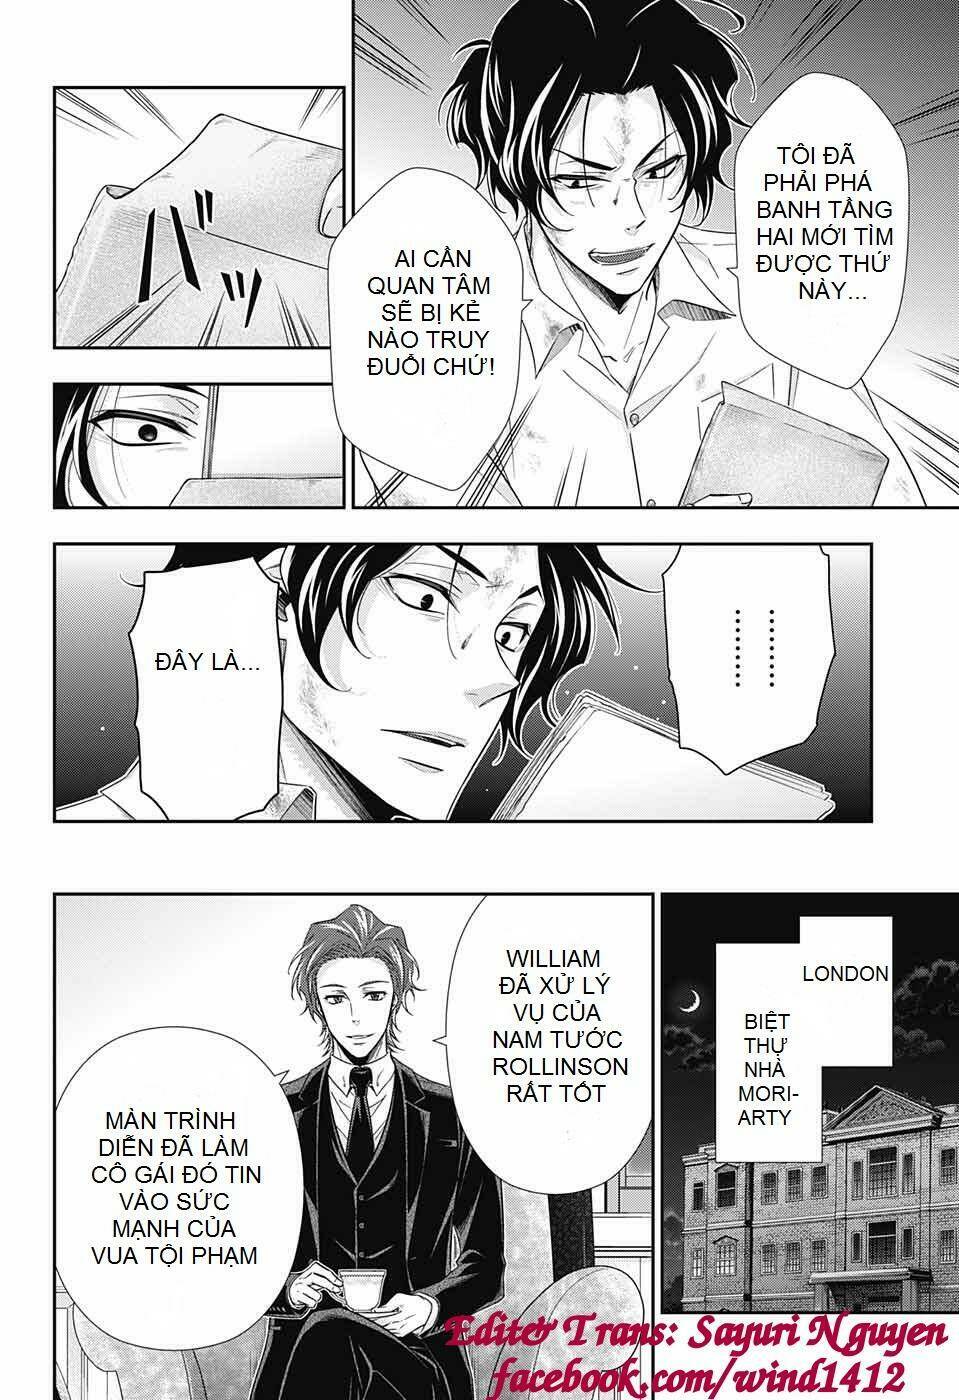 TÔI ĐÃ
PHẢI PHÁ
BANH TẦNG
HAI MỚI TÌM
ĐƯỢC THỨ
NÀY...
AI CẦN
QUAN TÂM
SẼ BỊ KẺ
NÀO TRUY
ĐUỔI CHỨ!
.........
ĐÂY LÀ...
LONDON
BIỆT
THỰ
NHÀ
MORI-
ARTY
WILLIAM
ĐÃ XỬ LÝ
VỤ CỦA
NAM TƯỚC
ROLLINSON
RẤT TỐT
MÀN TRÌNH
DIỄN ĐÃ LÀM
CÔ GÁI ĐÓ TIN
VÀO SỨC
MẠNH CỦA
VUA TỘI PHẠM
Edit& Trans: Sayuri Nguyen
facebook.com/wind1412